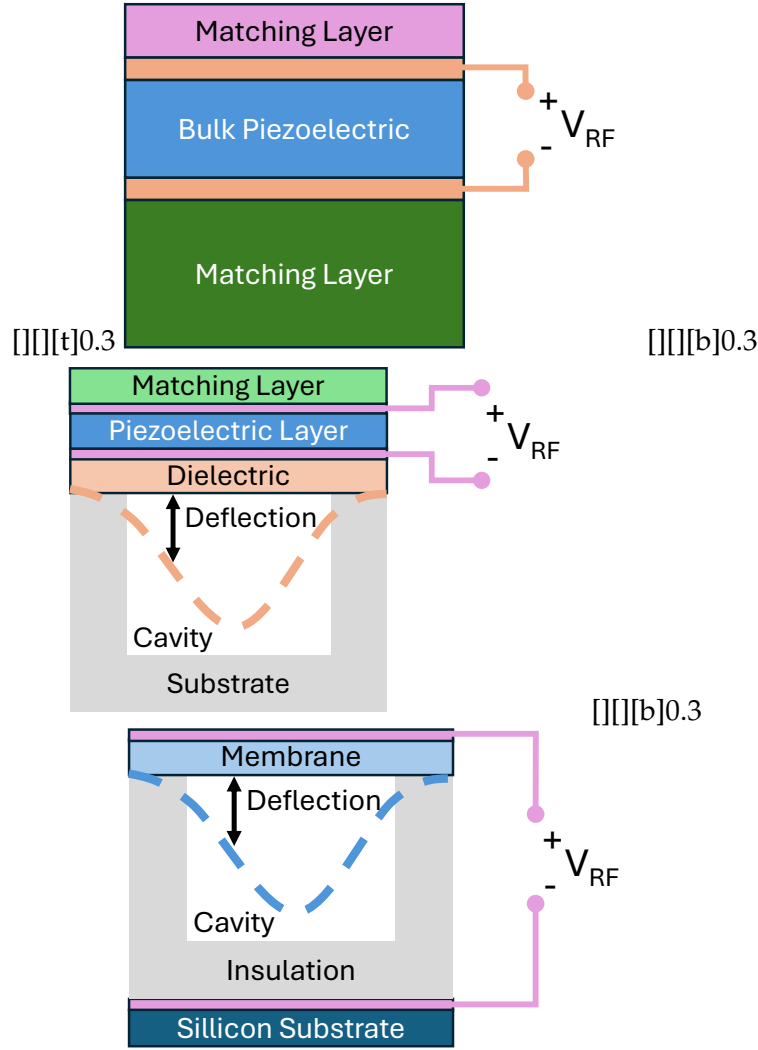 Matching Layer
Bulk Piezoelectric
+
V_RF
-
Matching Layer
[][][t]0.3
[][][b]0.3
Matching Layer
Piezoelectric Layer
+
V_RF
-
Dielectric
Deflection
Cavity
Substrate
[][][b]0.3
Membrane
Deflection
+
V_RF
-
Cavity
Insulation
Sillicon Substrate